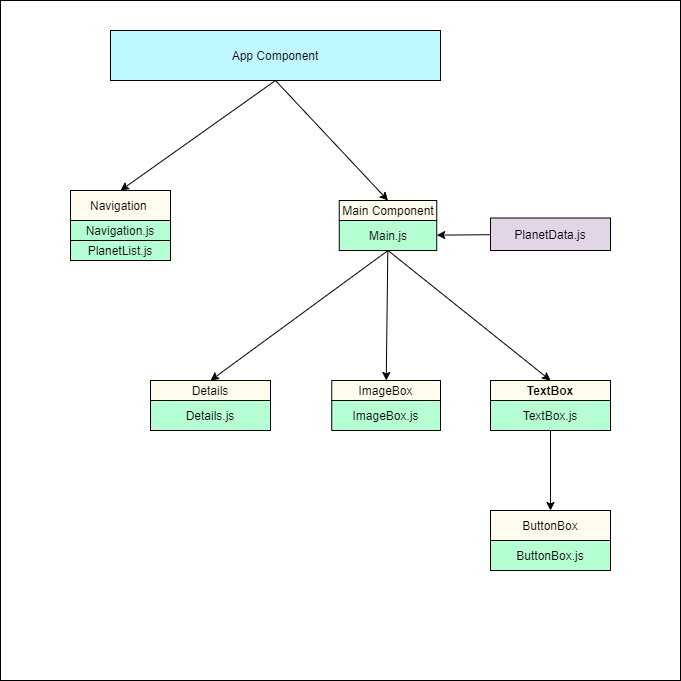 App Component
Navigation
Navigation.js
PlanetList.js
Main Component
Main.js
PlanetData.js
Details
Details.js
ImageBox
ImageBox.js
TextBox
TextBox.js
ButtonBox
ButtonBox.js